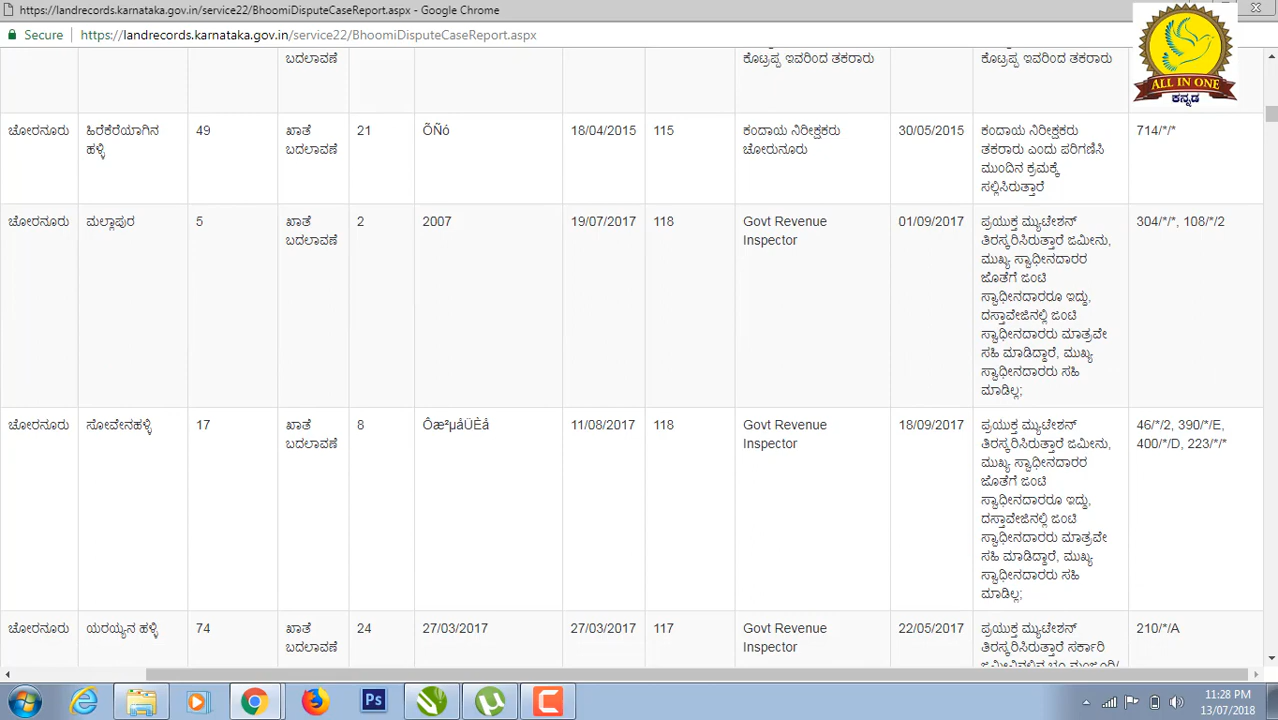 https://landrecords.karnataka.gov.in/service22/BhoomiDisputeCaseReport.aspx - Google Chrome
Secure https://landrecords.karnataka.gov.in/service22/BhoomiDisputeCaseReport.aspx
ALL IN ONE
ಕನ್ನಡ
ಕೊಟ್ರಪ್ಪ ಇವರಿಂದ ತಕರಾರು
ಬದಲಾವಣೆ
ಕೊಟ್ರಪ್ಪ ಇವರಿಂದ ತಕರಾರು
ಚೋರನೂರು ಹಿರೆಕೆರೆಯಾಗಿನ 49 ಖಾತೆ 21 ÕÑó 18/04/2015 115 ಕಂದಾಯ ನಿರೀಕ್ಷಕರು 30/05/2015 ಕಂದಾಯ ನಿರೀಕ್ಷಕರು 714/*/*
ಹಳ್ಳಿ ಬದಲಾವಣೆ ಚೋರುನೂರು ತಕರಾರು ಎಂದು ಪರಿಗಣಿಸಿ
ಮುಂದಿನ ಕ್ರಮಕ್ಕೆ
ಸಲ್ಲಿಸಿರುತ್ತಾರೆ
ಚೋರನೂರು ಮಲ್ಲಾಪುರ 5 ಖಾತೆ 2 2007 19/07/2017 118 Govt Revenue 01/09/2017 ಪ್ರಯುಕ್ತ ಮ್ಯುಟೇಶನ್ 304/*/*, 108/*/2
ಬದಲಾವಣೆ Inspector ತಿರಸ್ಕರಿಸಿರುತ್ತಾರೆ ಜಮೀನು,
ಮುಖ್ಯ ಸ್ವಾಧೀನದಾರರ
ಜೊತೆಗೆ ಜಂಟಿ
ಸ್ವಾಧೀನದಾರರೂ ಇದ್ದು,
ದಸ್ತಾವೇಜಿನಲ್ಲಿ ಜಂಟಿ
ಸ್ವಾಧೀನದಾರರು ಮಾತ್ರವೇ
ಸಹಿ ಮಾಡಿದ್ದಾರೆ, ಮುಖ್ಯ
ಸ್ವಾಧೀನದಾರರು ಸಹಿ
ಮಾಡಿಲ್ಲ;
ಚೋರನೂರು ಸೋವೇನಹಳ್ಳಿ 17 ಖಾತೆ 8 Ôæ²µåÜÈå 11/08/2017 118 Govt Revenue 18/09/2017 ಪ್ರಯುಕ್ತ ಮ್ಯುಟೇಶನ್ 46/*/2, 390/*/E,
ಬದಲಾವಣೆ Inspector ತಿರಸ್ಕರಿಸಿರುತ್ತಾರೆ ಜಮೀನು, 400/*/D, 223/*/*
ಮುಖ್ಯ ಸ್ವಾಧೀನದಾರರ
ಜೊತೆಗೆ ಜಂಟಿ
ಸ್ವಾಧೀನದಾರರೂ ಇದ್ದು,
ದಸ್ತಾವೇಜಿನಲ್ಲಿ ಜಂಟಿ
ಸ್ವಾಧೀನದಾರರು ಮಾತ್ರವೇ
ಸಹಿ ಮಾಡಿದ್ದಾರೆ, ಮುಖ್ಯ
ಸ್ವಾಧೀನದಾರರು ಸಹಿ
ಮಾಡಿಲ್ಲ;
ಚೋರನೂರು ಯರಯ್ಯನ ಹಳ್ಳಿ 74 ಖಾತೆ 24 27/03/2017 27/03/2017 117 Govt Revenue 22/05/2017 ಪ್ರಯುಕ್ತ ಮ್ಯುಟೇಶನ್ 210/*/A
ಬದಲಾವಣೆ Inspector ತಿರಸ್ಕರಿಸಿರುತ್ತಾರೆ ಸರ್ಕಾರಿ
Ps
11:28 PM
13/07/2018